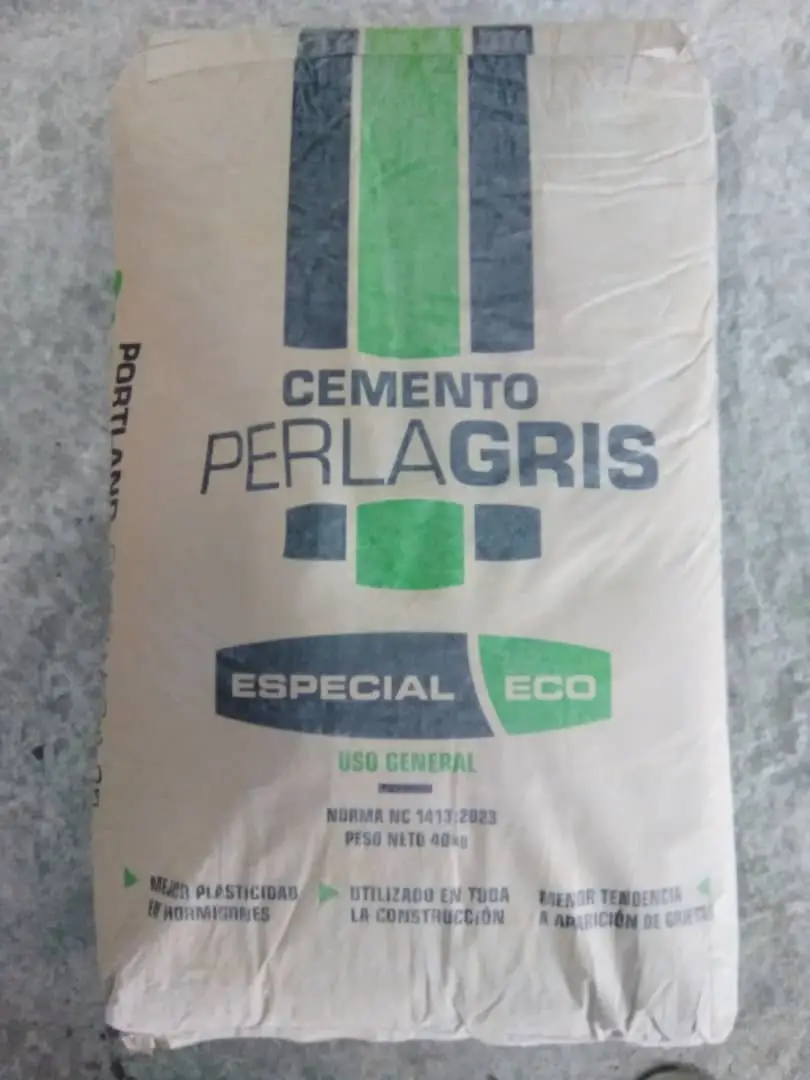 CEMENTO
PERLAGRIS
ESPECIAL ECO
USO GENERAL
NORMA NC 1413:2023
PESO NETO 40kg
MEJOR PLASTICIDAD
EN HORMIGONES
UTILIZADO EN TODA
LA CONSTRUCCIÓN
MENOR TENDENCIA
A APARICIÓN DE
PORTLAND